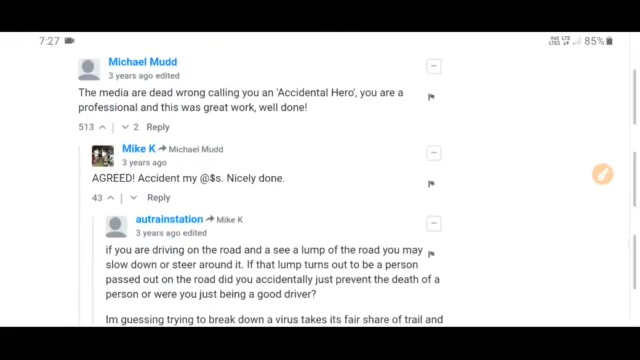 7:27
Vo) LTE
LTE2
85%
Michael Mudd
3 years ago edited
The media are dead wrong calling you an 'Accidental Hero', you are a
professional and this was great work, well done!
513 2 Reply
Mike K Michael Mudd
3 years ago
AGREED! Accident my @$s. Nicely done.
43 Reply
autrainstation Mike K
3 years ago edited
if you are driving on the road and a see a lump of the road you may
slow down or steer around it. If that lump turns out to be a person
passed out on the road did you accidentally just prevent the death of a
person or were you just being a good driver?
Im guessing trying to break down a virus takes its fair share of trail and